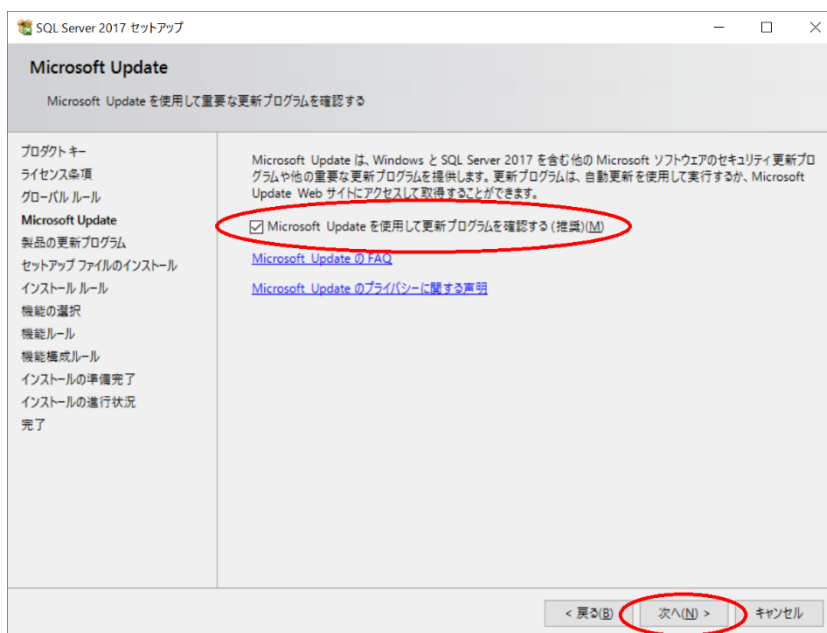 SQL Server 2017 セットアップ
Microsoft Update
Microsoft Update を使用して重要な更新プログラムを確認する
プロダクト キー
ライセンス条項
グローバル ルール
Microsoft Update
製品の更新プログラム
セットアップ ファイルのインストール
インストール ルール
機能の選択
機能ルール
機能構成ルール
インストールの準備完了
インストールの進行状況
完了
Microsoft Update は、Windows と SQL Server 2017 を含む他の Microsoft ソフトウェアのセキュリティ更新プロ
グラムや他の重要な更新プログラムを提供します。更新プログラムは、自動更新を使用して実行するか、Microsoft
Update Web サイトにアクセスして取得することができます。
Microsoft Update を使用して更新プログラムを確認する (推奨)(M)
Microsoft Update の FAQ
Microsoft Update のプライバシーに関する声明
< 戻る(B)
次へ(N) >
キャンセル